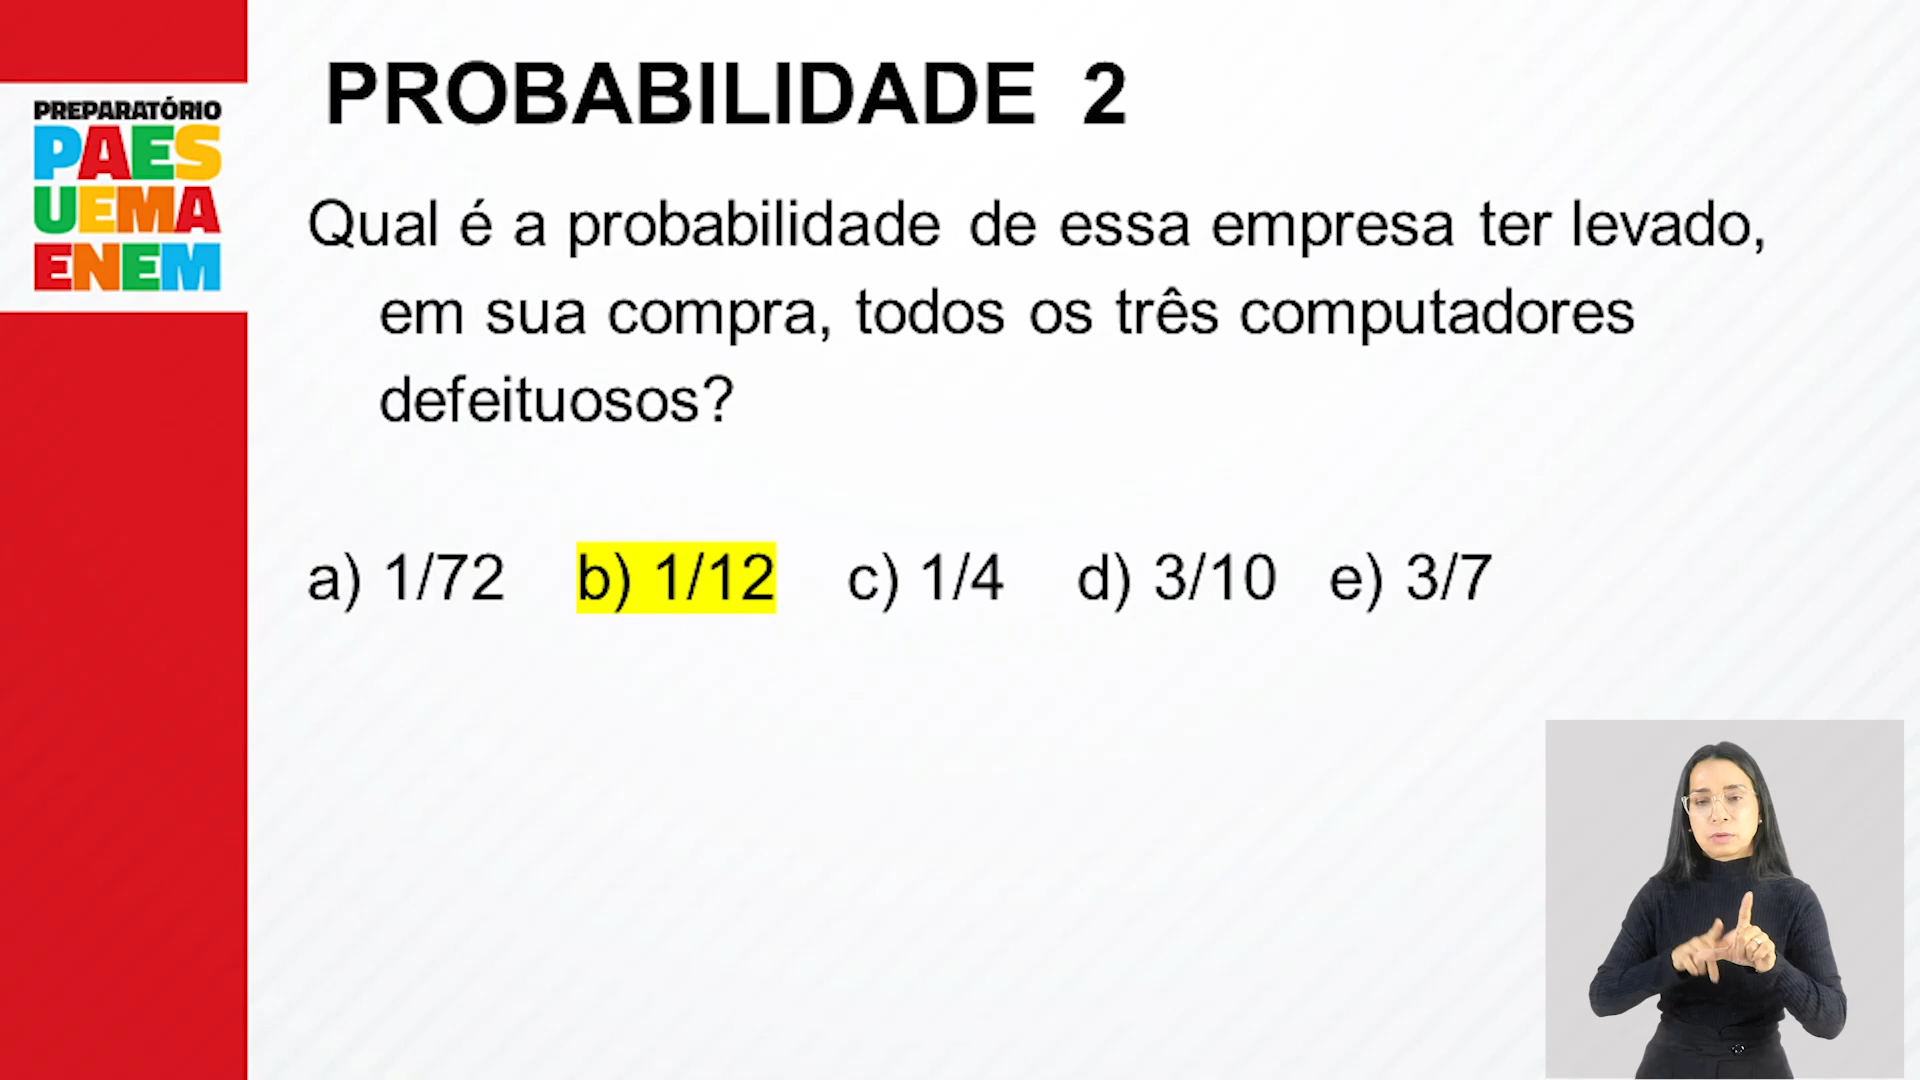 PREPARATÓRIO
PAES
UEMA
ENEM
PROBABILIDADE 2
Qual é a probabilidade de essa empresa ter levado,
em sua compra, todos os três computadores
defeituosos?
a) 1/72 b) 1/12 c) 1/4 d) 3/10 e) 3/7